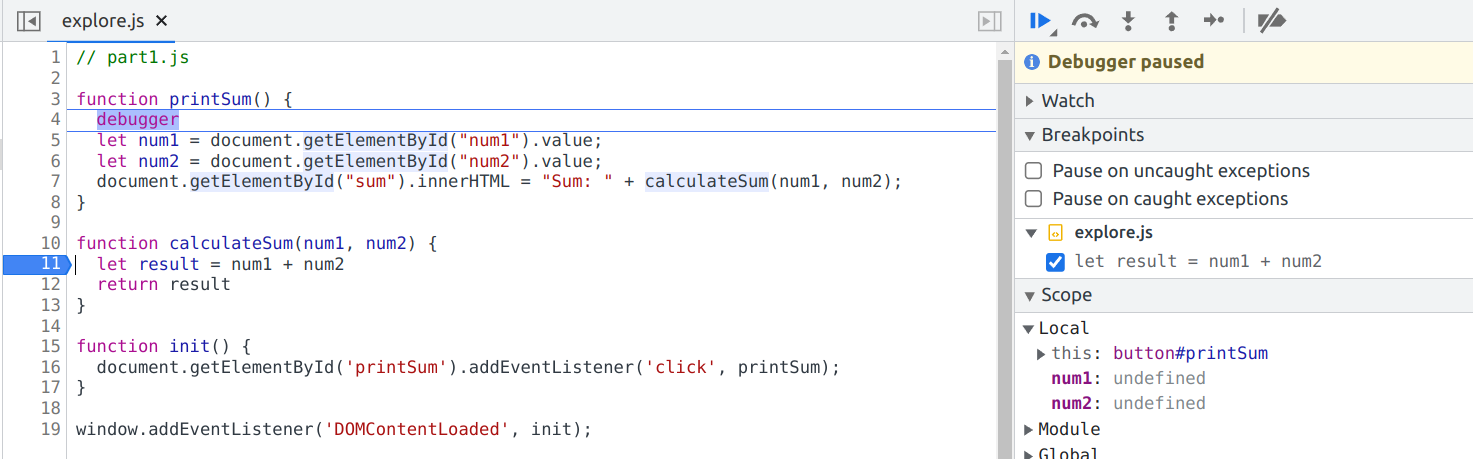 explore.js ×
1 // part1.js
2
3 function printSum() {
4   debugger
5   let num1 = document.getElementById("num1").value;
6   let num2 = document.getElementById("num2").value;
7   document.getElementById("sum").innerHTML = "Sum: " + calculateSum(num1, num2);
8 }
9
10 function calculateSum(num1, num2) {
11   let result = num1 + num2
12   return result
13 }
14
15 function init() {
16   document.getElementById('printSum').addEventListener('click', printSum);
17 }
18
19 window.addEventListener('DOMContentLoaded', init);
Debugger paused
Watch
Breakpoints
Pause on uncaught exceptions
Pause on caught exceptions
explore.js
let result = num1 + num2
Scope
Local
this: button#printSum
num1: undefined
num2: undefined
Module
Global